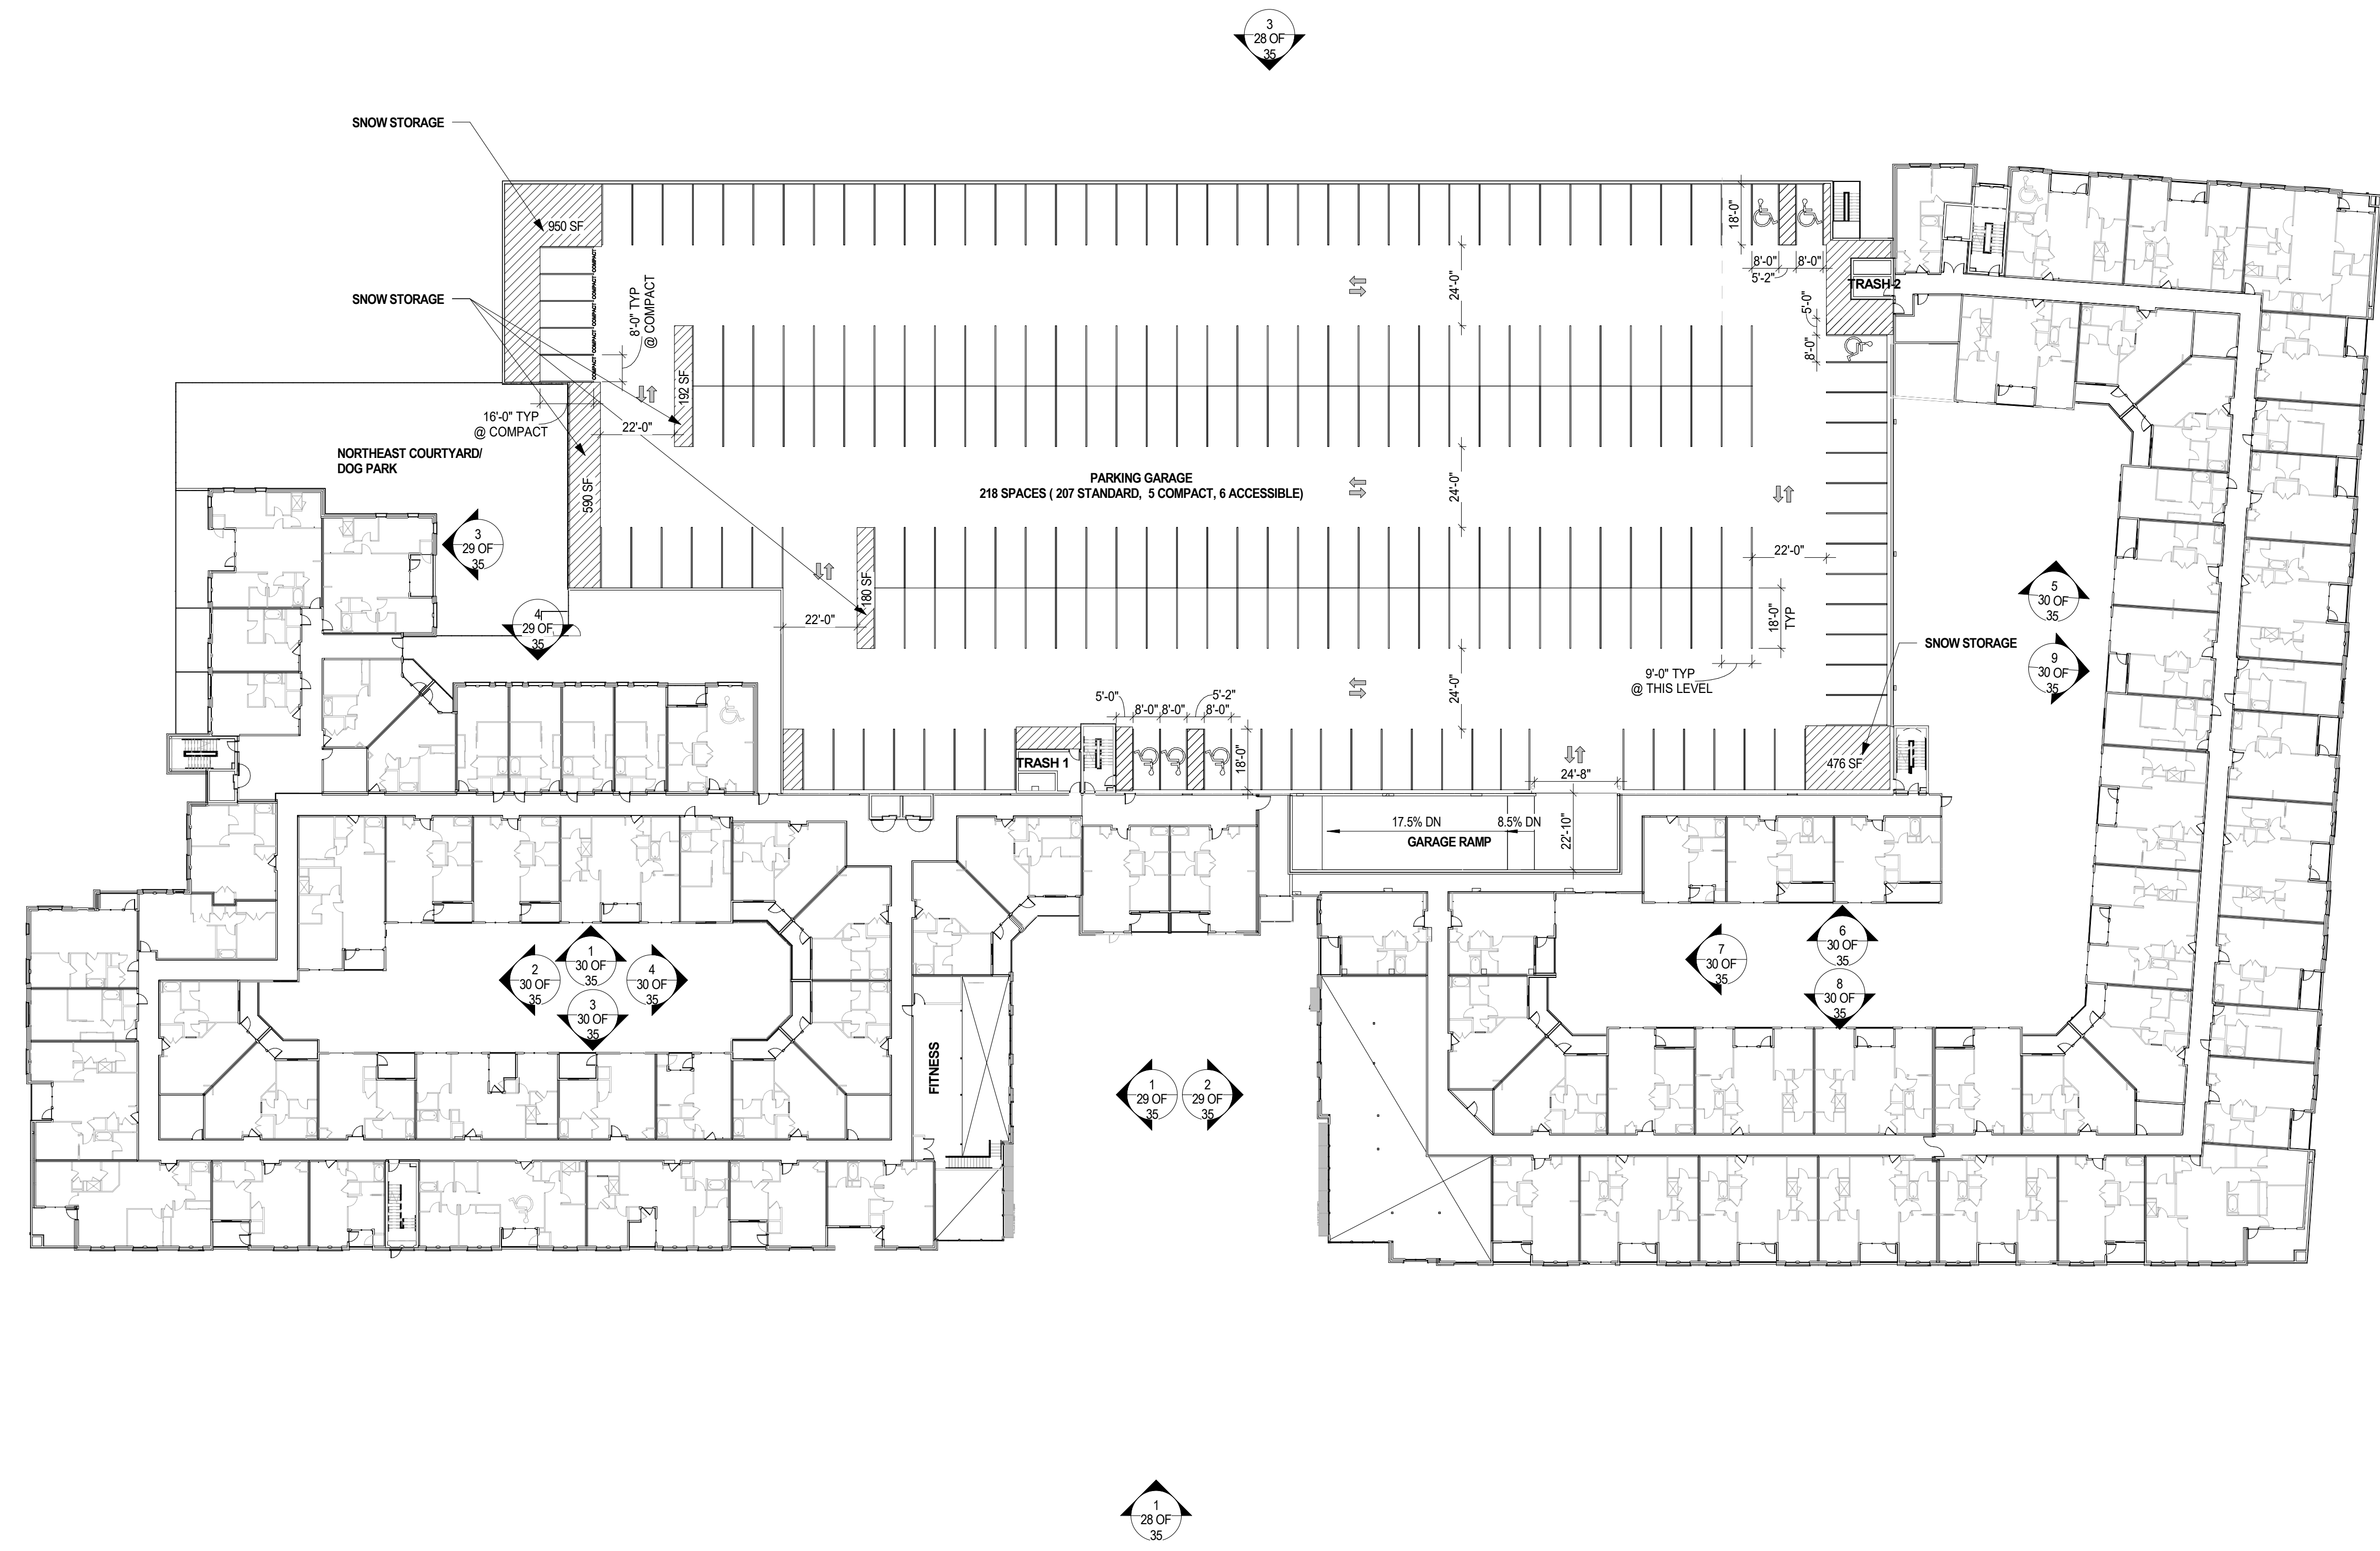 3
28 OF
35
SNOW STORAGE
950 SF
18'-0"
8'-0"
8'-0"
5'-2"
COMPACT
COMPACT
COMPACT
COMPACT
COMPACT
8'-0" TYP
@ COMPACT
24'-0"
TRASH-2
5'-0"
8'-0"
SNOW STORAGE
192 SF
16'-0" TYP
@ COMPACT
22'-0"
NORTHEAST COURTYARD/
DOG PARK
590 SF
PARKING GARAGE
218 SPACES ( 207 STANDARD, 5 COMPACT, 6 ACCESSIBLE)
24'-0"
22'-0"
3
29 OF
35
4
29 OF
35
180 SF
22'-0"
18'-0"
TYP
5
30 OF
35
SNOW STORAGE
9
30 OF
35
9'-0" TYP
@ THIS LEVEL
24'-0"
5'-0"
5'-2"
8'-0"
8'-0"
8'-0"
18'-0"
TRASH 1
24'-8"
476 SF
17.5% DN
8.5% DN
GARAGE RAMP
22'-10"
1
30 OF
35
2
30 OF
35
4
30 OF
35
3
30 OF
35
6
30 OF
35
7
30 OF
35
8
30 OF
35
FITNESS
1
29 OF
35
2
29 OF
35
1
28 OF
35